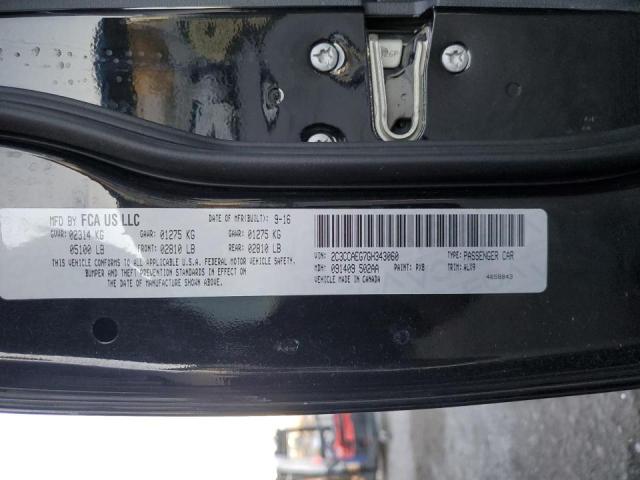 MFD BY FCA US LLC DATE OF MFR(BUILT): 9-16
GVWR: 02314 KG GAWR: 01275 KG GAWR: 01275 KG
05100 LB FRONT: 02810 LB REAR: 02810 LB
THIS VEHICLE CONFORMS TO ALL APPLICABLE U.S.A. FEDERAL MOTOR VEHICLE SAFETY,
BUMPER AND THEFT PREVENTION STANDARDS IN EFFECT ON
THE DATE OF MANUFACTURE SHOWN ABOVE.
VIN: 2C3CCAEG7GH343060 TYPE: PASSENGER CAR
MDH: 091409 502AA PAINT: PX8 TRIM: WLX9
VEHICLE MADE IN CANADA 4658843